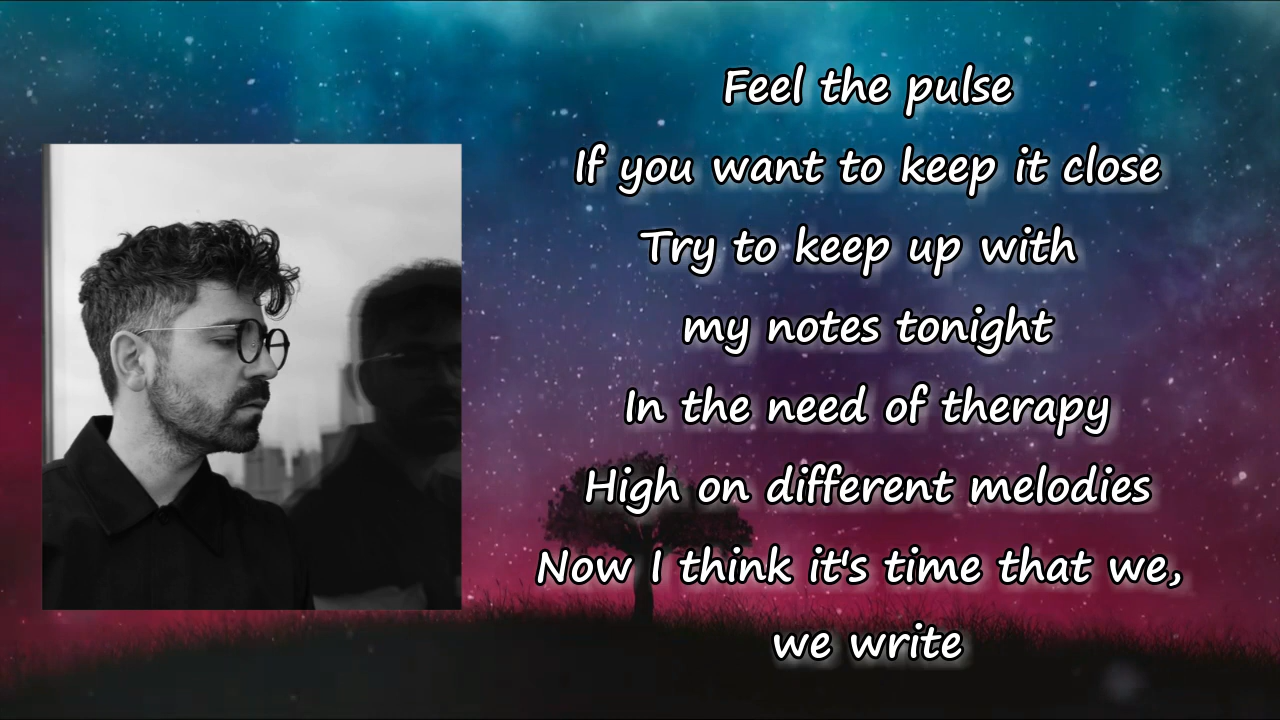 Feel the pulse
If you want to keep it close
Try to keep up with
my notes tonight
In the need of therapy
High on different melodies
Now I think it's time that we,
we write